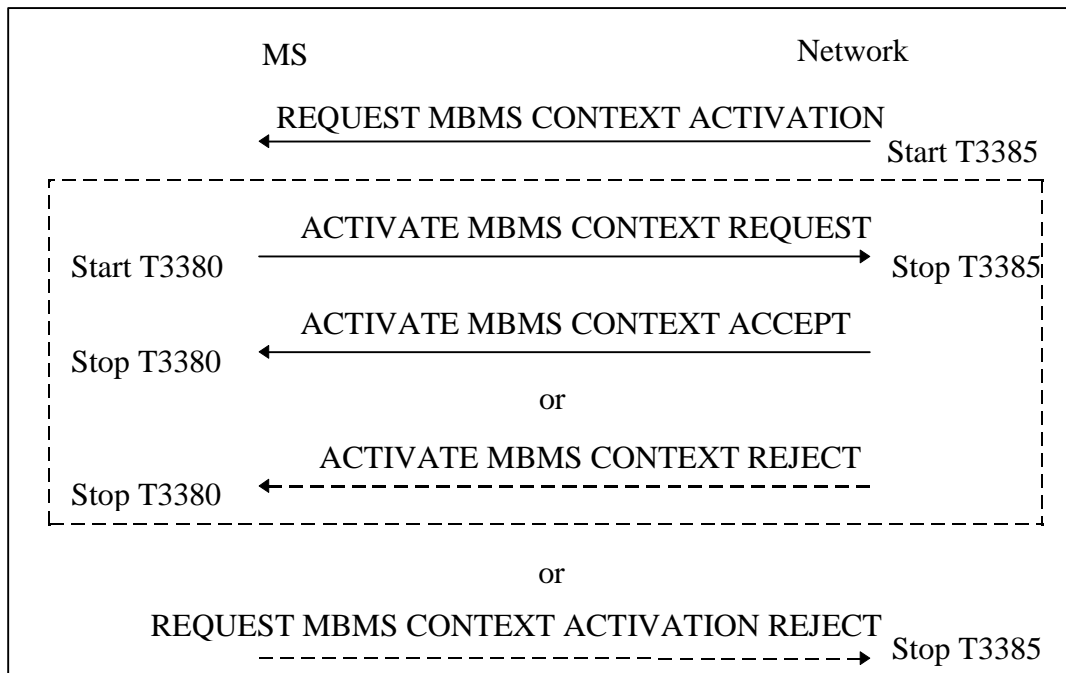 MS Network
REQUEST MBMS CONTEXT ACTIVATION
Start T3385
ACTIVATE MBMS CONTEXT REQUEST
Start T3380 Stop T3385
ACTIVATE MBMS CONTEXT ACCEPT
Stop T3380
or
ACTIVATE MBMS CONTEXT REJECT
Stop T3380
or
REQUEST MBMS CONTEXT ACTIVATION REJECT
Stop T3385